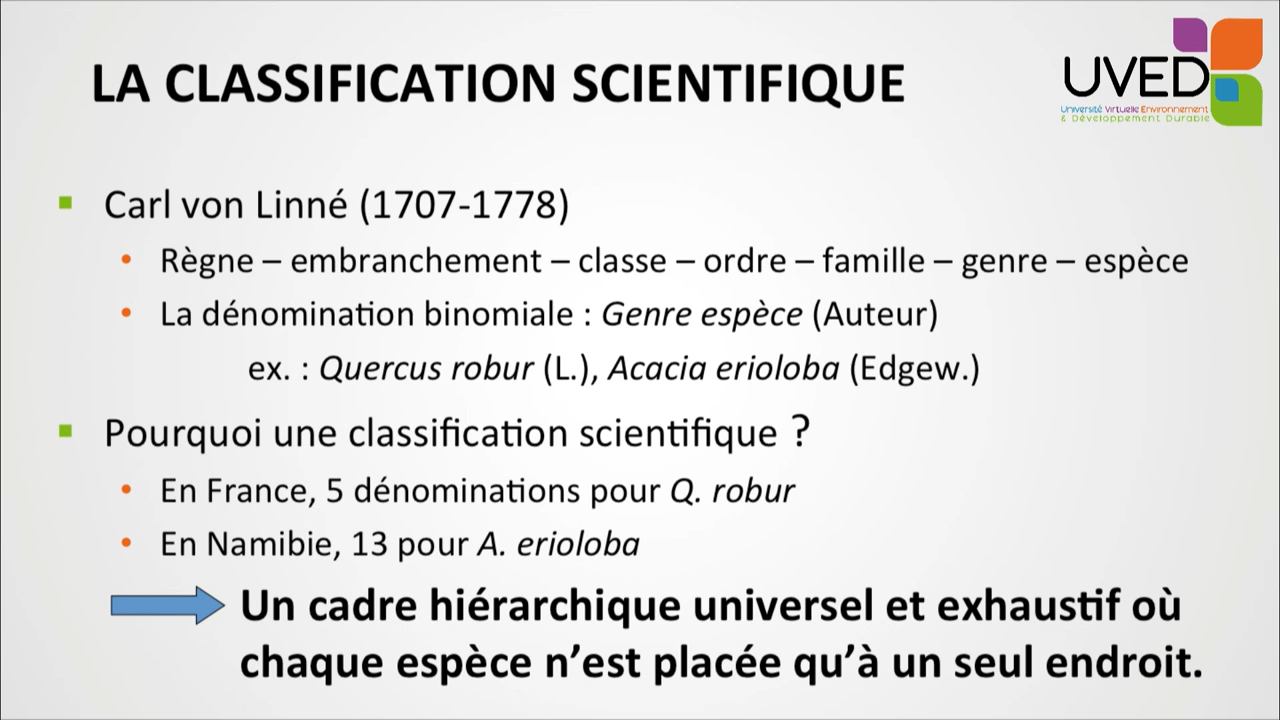 LA CLASSIFICATION SCIENTIFIQUE
UVED
Université Virtuelle Environnement
& Développement Durable
Carl von Linné (1707-1778)
Règne – embranchement – classe – ordre – famille – genre – espèce
La dénomination binomiale : Genre espèce (Auteur)
ex. : Quercus robur (L.), Acacia erioloba (Edgew.)
Pourquoi une classification scientifique ?
En France, 5 dénominations pour Q. robur
En Namibie, 13 pour A. erioloba
Un cadre hiérarchique universel et exhaustif où
chaque espèce n’est placée qu’à un seul endroit.